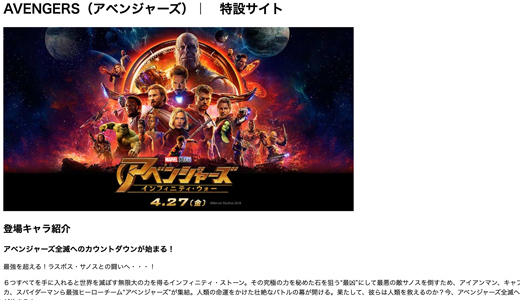 AVENGERS（アベンジャーズ）｜　特設サイト
MARVEL STUDIOS
アベンジャーズ
インフィニティ・ウォー
4.27(金)
登場キャラ紹介
アベンジャーズ全滅へのカウントダウンが始まる！
最強を超える！ラスボス・サノスとの闘いへ・・・！
６つすべてを手に入れると世界を滅ぼす無限大の力を得るインフィニティ・ストーン。その究極の力を秘めた石を狙う“最凶”にして最悪の敵サノスを倒すため、アイアンマン、キャプ
カ、スパイダーマンら最強ヒーローチーム“アベンジャーズ”が集結。人類の命運をかけた壮絶なバトルの幕が開ける。果たして、彼らは人類を救えるのか？今、アベンジャーズ全滅へ